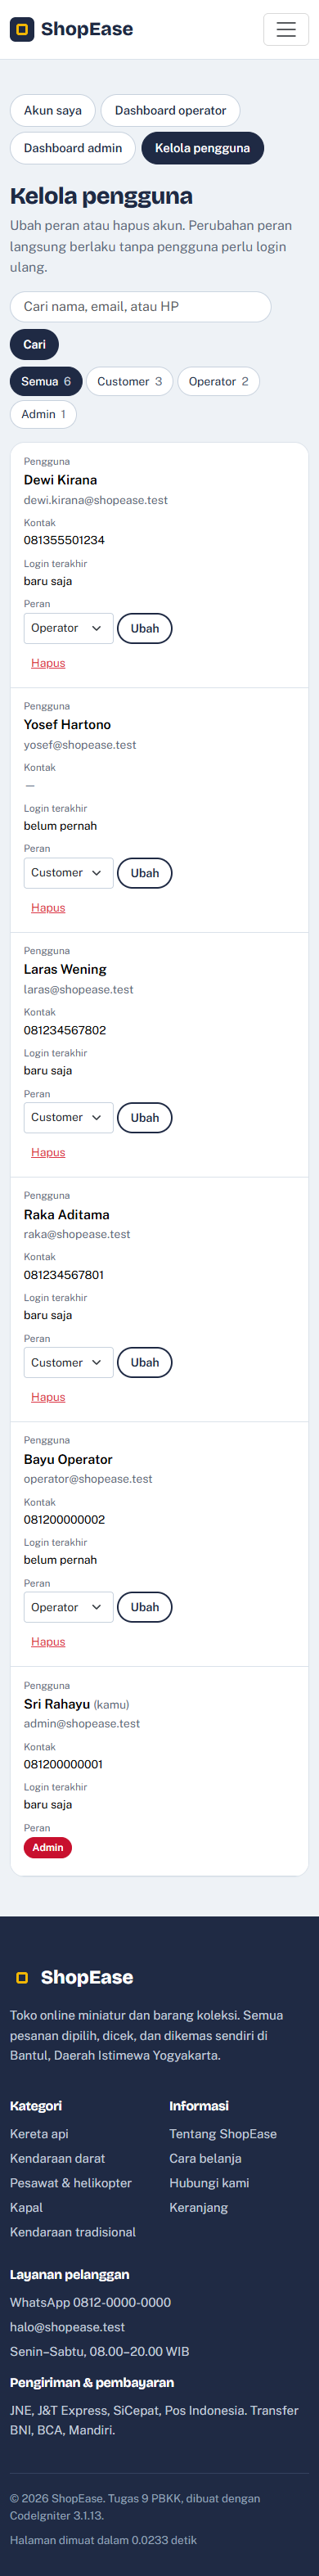 ShopEase
Akun saya
Dashboard operator
Dashboard admin
Kelola pengguna
Kelola pengguna
Ubah peran atau hapus akun. Perubahan peran
langsung berlaku tanpa pengguna perlu login
ulang.
Cari nama, email, atau HP
Cari
Semua 6
Customer 3
Operator 2
Admin 1
Pengguna
Dewi Kirana
dewi.kirana@shopease.test
Kontak
081355501234
Login terakhir
baru saja
Peran
Operator
Ubah
Hapus
Pengguna
Yosef Hartono
yosef@shopease.test
Kontak
—
Login terakhir
belum pernah
Peran
Customer
Ubah
Hapus
Pengguna
Laras Wening
laras@shopease.test
Kontak
081234567802
Login terakhir
baru saja
Peran
Customer
Ubah
Hapus
Pengguna
Raka Aditama
raka@shopease.test
Kontak
081234567801
Login terakhir
baru saja
Peran
Customer
Ubah
Hapus
Pengguna
Bayu Operator
operator@shopease.test
Kontak
081200000002
Login terakhir
belum pernah
Peran
Operator
Ubah
Hapus
Pengguna
Sri Rahayu (kamu)
admin@shopease.test
Kontak
081200000001
Login terakhir
baru saja
Peran
Admin
ShopEase
Toko online miniatur dan barang koleksi. Semua
pesanan dipilih, dicek, dan dikemas sendiri di
Bantul, Daerah Istimewa Yogyakarta.
Kategori
Kereta api
Kendaraan darat
Pesawat & helikopter
Kapal
Kendaraan tradisional
Informasi
Tentang ShopEase
Cara belanja
Hubungi kami
Keranjang
Layanan pelanggan
WhatsApp 0812-0000-0000
halo@shopease.test
Senin–Sabtu, 08.00–20.00 WIB
Pengiriman & pembayaran
JNE, J&T Express, SiCepat, Pos Indonesia. Transfer
BNI, BCA, Mandiri.
© 2026 ShopEase. Tugas 9 PBKK, dibuat dengan
CodeIgniter 3.1.13.
Halaman dimuat dalam 0.0233 detik